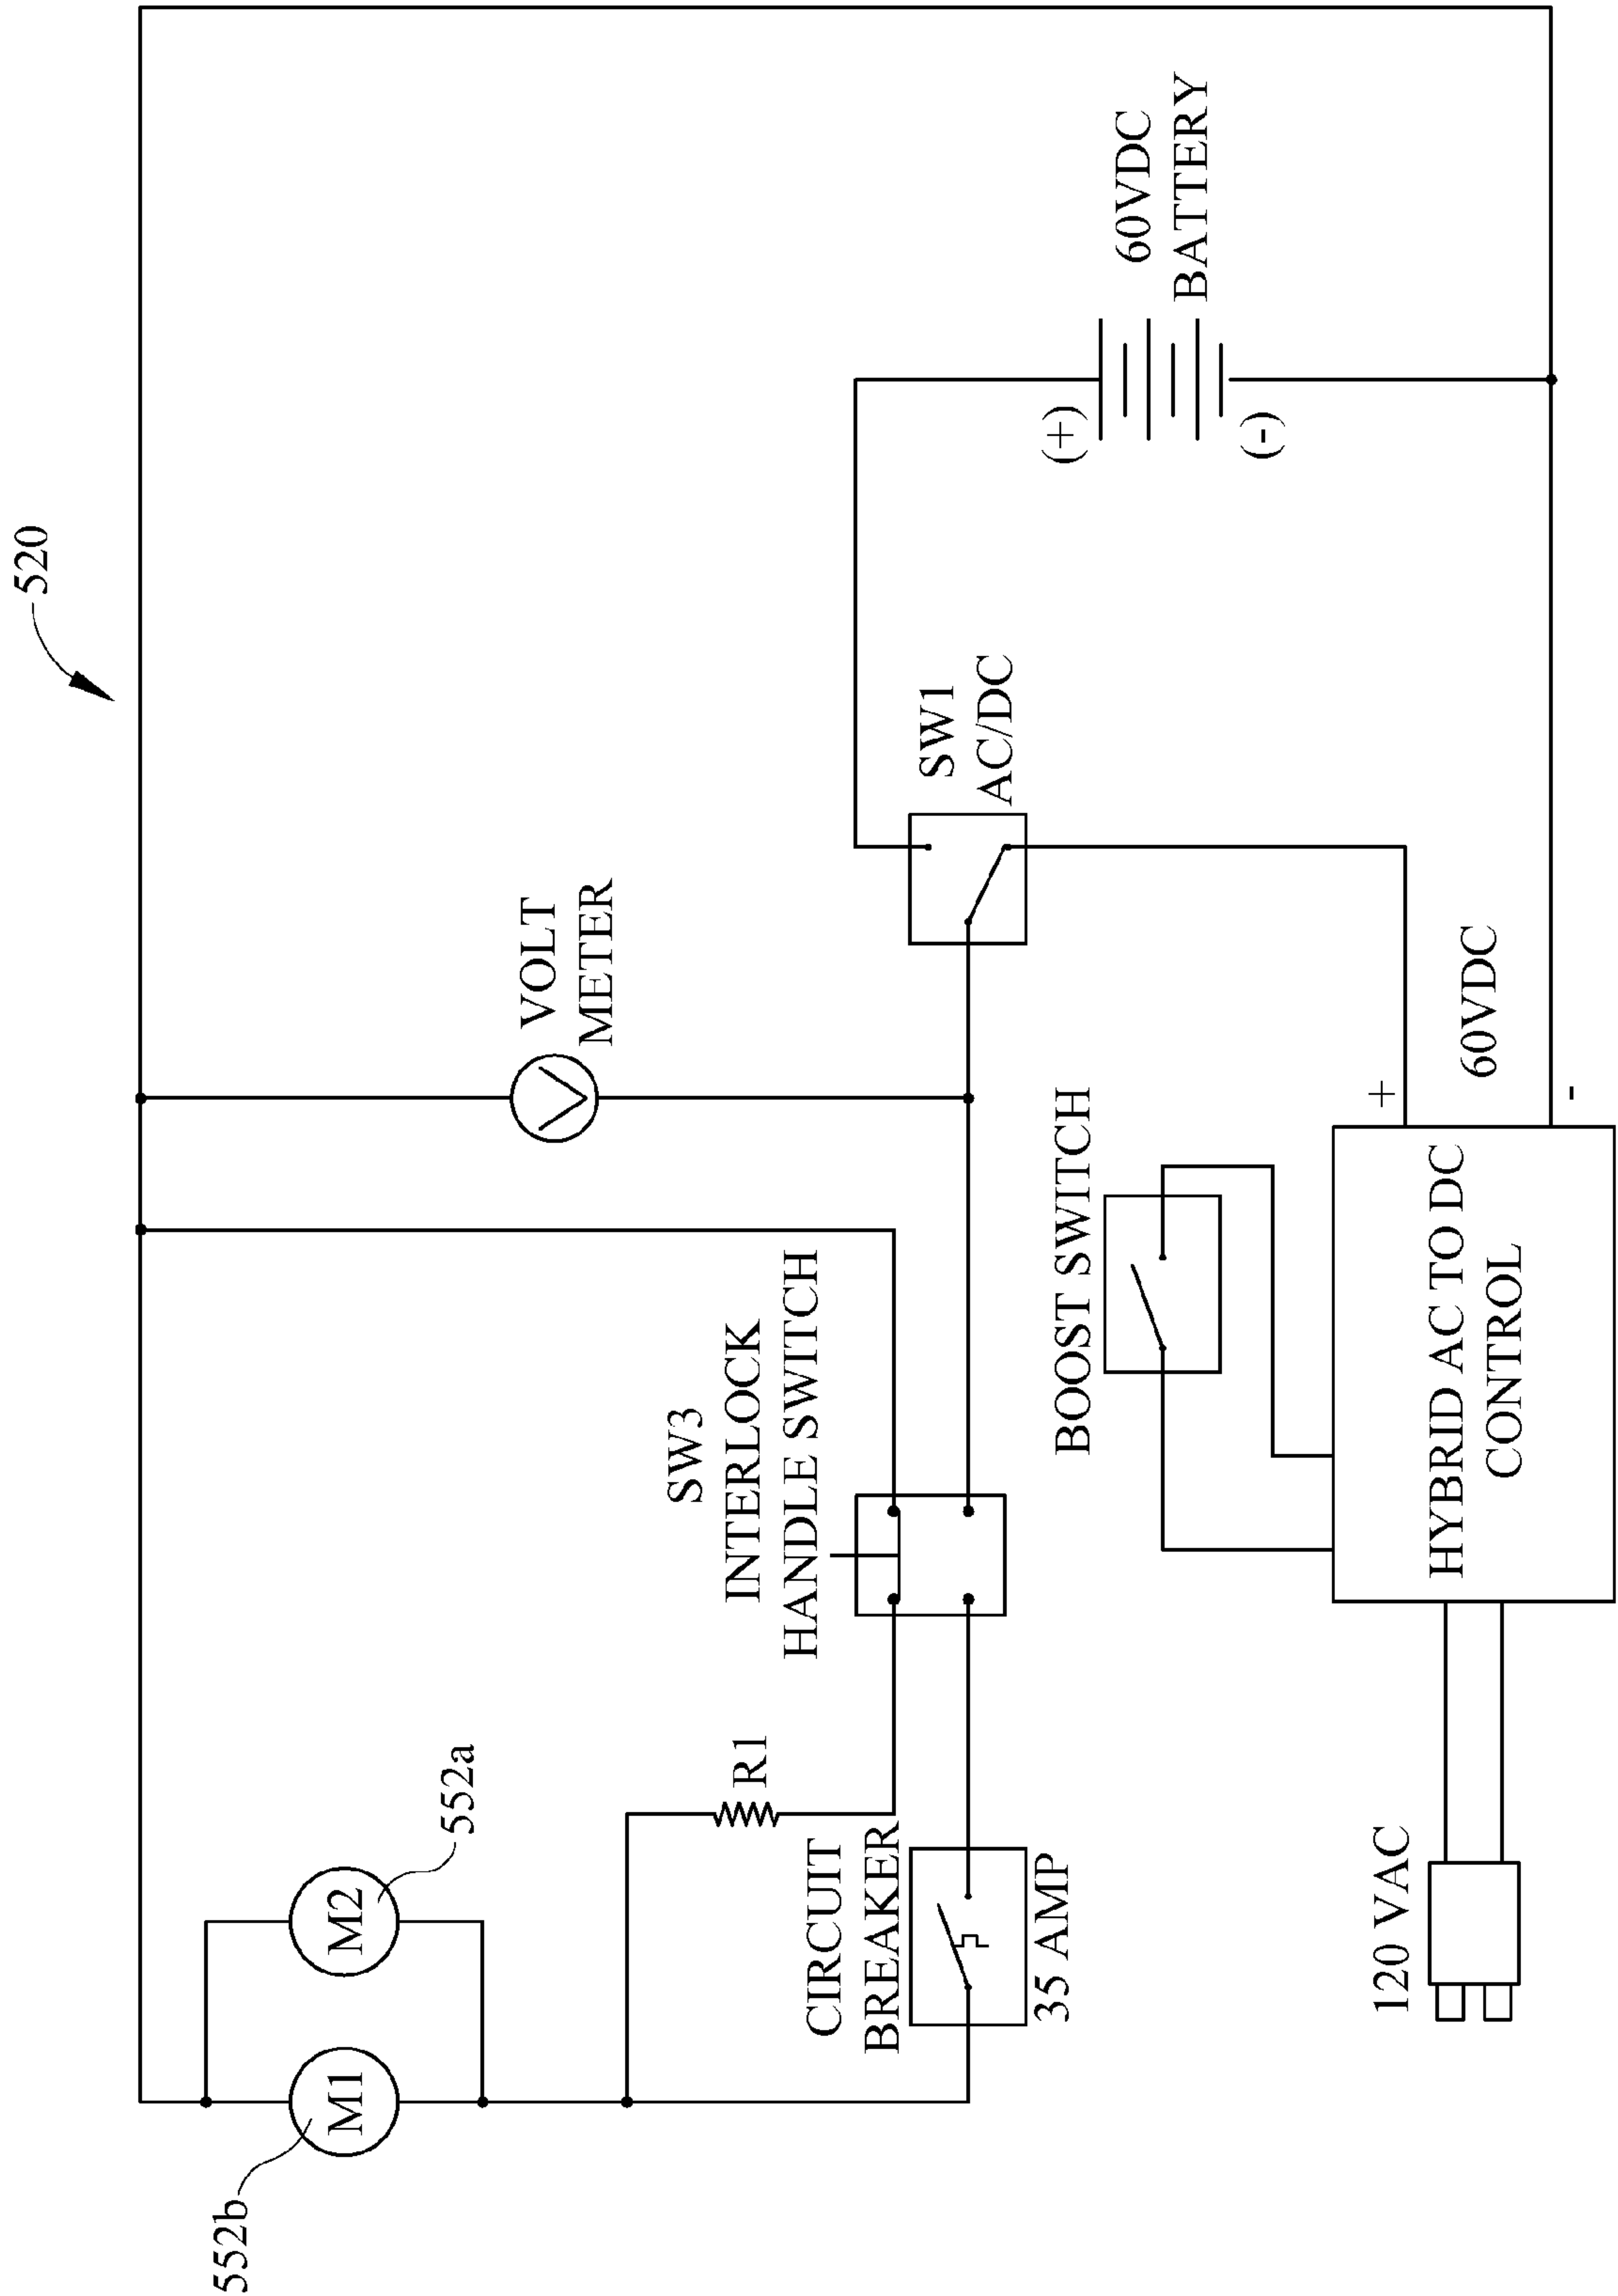 520
552b
M1
M2
552a
VOLT
METER
SW3
INTERLOCK
HANDLE SWITCH
R1
CIRCUIT
BREAKER
35 AMP
SW1
AC/DC
60VDC
BATTERY
(+)
(-)
BOOST SWITCH
120 VAC
HYBRID AC TO DC
CONTROL
+
60VDC
-